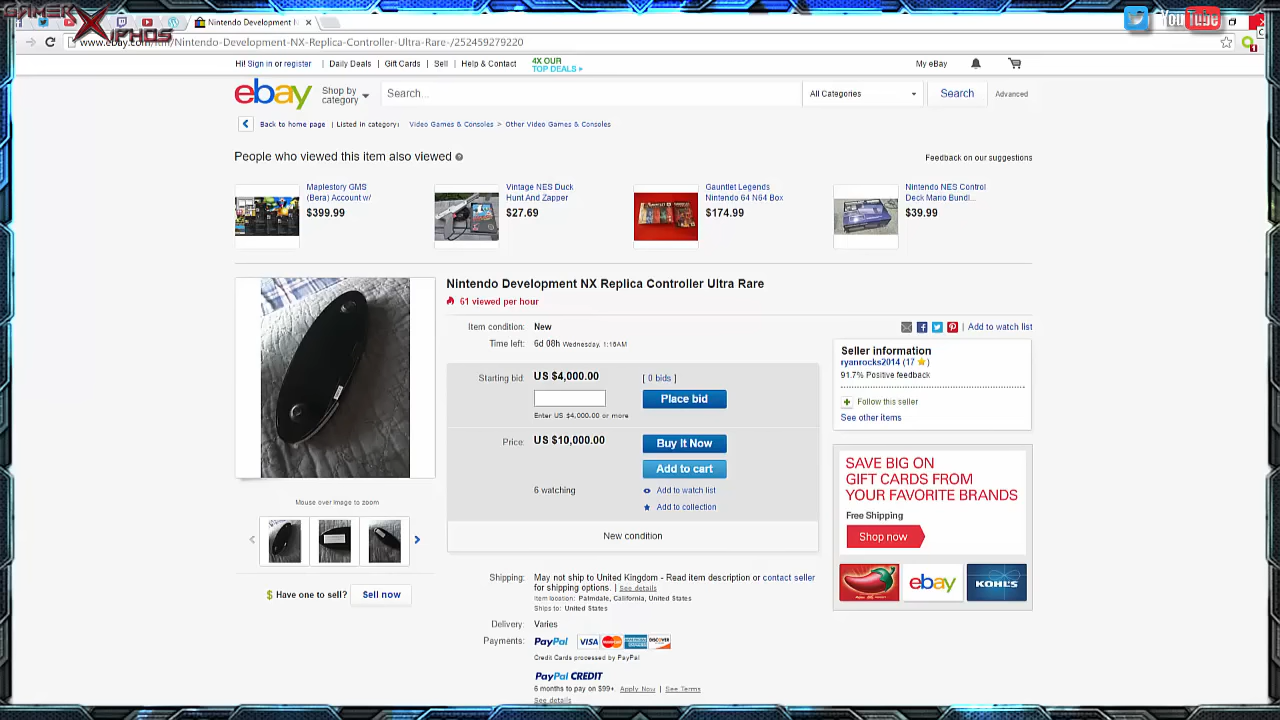 GAMER XIPHOS
YouTube
Nintendo Development N
www.ebay.com/itm/Nintendo-Development-NX-Replica-Controller-Ultra-Rare-/252459279220
Hi! Sign in or register | Daily Deals | Gift Cards | Sell | Help & Contact
4X OUR
TOP DEALS ▸
My eBay
ebay
Shop by
category
Search...
All Categories
Search
Advanced
Back to home page | Listed in category: Video Games & Consoles > Other Video Games & Consoles
People who viewed this item also viewed
Feedback on our suggestions
Maplestory GMS
(Bera) Account w/
$399.99
Vintage NES Duck
Hunt And Zapper
$27.69
Gauntlet Legends
Nintendo 64 N64 Box
$174.99
Nintendo NES Control
Deck Mario Bundl...
$39.99
Nintendo Development NX Replica Controller Ultra Rare
61 viewed per hour
Item condition: New
Time left: 6d 08h Wednesday, 1:16AM
Starting bid: US $4,000.00 [ 0 bids ]
Place bid
Enter US $4,000.00 or more
Price: US $10,000.00
Buy It Now
Add to cart
6 watching
Add to watch list
Add to collection
New condition
Mouse over image to zoom
$ Have one to sell? Sell now
| Add to watch list
Seller information
ryanrocks2014 (17 ★)
91.7% Positive feedback
+ Follow this seller
See other items
SAVE BIG ON
GIFT CARDS FROM
YOUR FAVORITE BRANDS
Free Shipping
Shop now
ebay
KOHL'S
Shipping: May not ship to United Kingdom - Read item description or contact seller
for shipping options. | See details
Item location: Palmdale, California, United States
Ships to: United States
Delivery: Varies
Payments: PayPal VISA MasterCard AMERICAN EXPRESS DISCOVER
Credit Cards processed by PayPal
PayPal CREDIT
6 months to pay on $99+. Apply Now | See Terms
See details